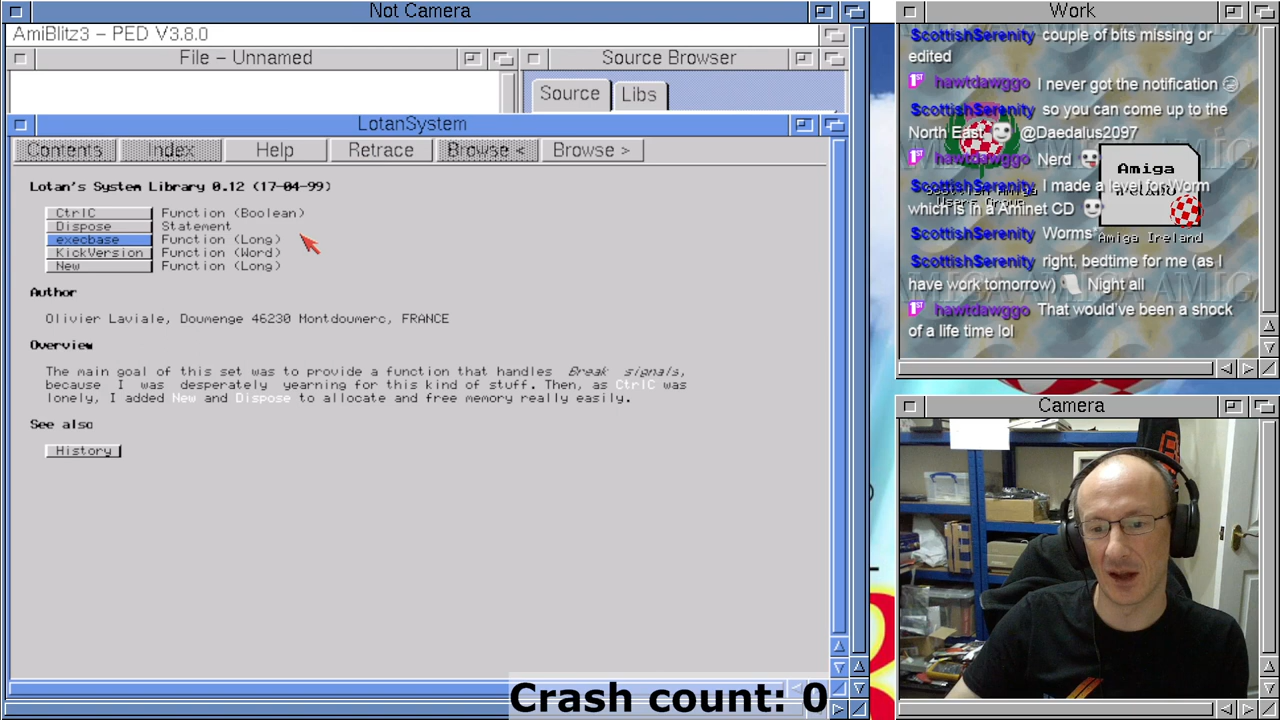 Not Camera
AmiBlitz3 – PED V3.8.0
File – Unnamed
Source Browser
Source
Libs
LotanSystem
Contents
Index
Help
Retrace
Browse <
Browse >
Lotan's System Library 0.12 (17-04-99)
CtrlC Function (Boolean)
Dispose Statement
execbase Function (Long)
KickVersion Function (Word)
New Function (Long)
Author
Olivier Laviale, Doumenge 46230 Montdoumerc, FRANCE
Overview
The main goal of this set was to provide a function that handles Break signals,
because I was desperately yearning for this kind of stuff. Then, as CtrlC was
lonely, I added New and Dispose to allocate and free memory really easily.
See also
History
Crash count: 0
Work
ScottishSerenity couple of bits missing or
edited
1ST hawtdawggo I never got the notification
ScottishSerenity so you can come up to the
North East @Daedalus2097
1ST hawtdawggo Nerd
ScottishSerenity I made a level for Worm
which is in a Aminet CD
ScottishSerenity Worms*
ScottishSerenity right, bedtime for me (as I
have work tomorrow) Night all
1ST hawtdawggo That would've been a shock
of a life time lol
Amiga
Amiga Ireland
Users Group
Camera